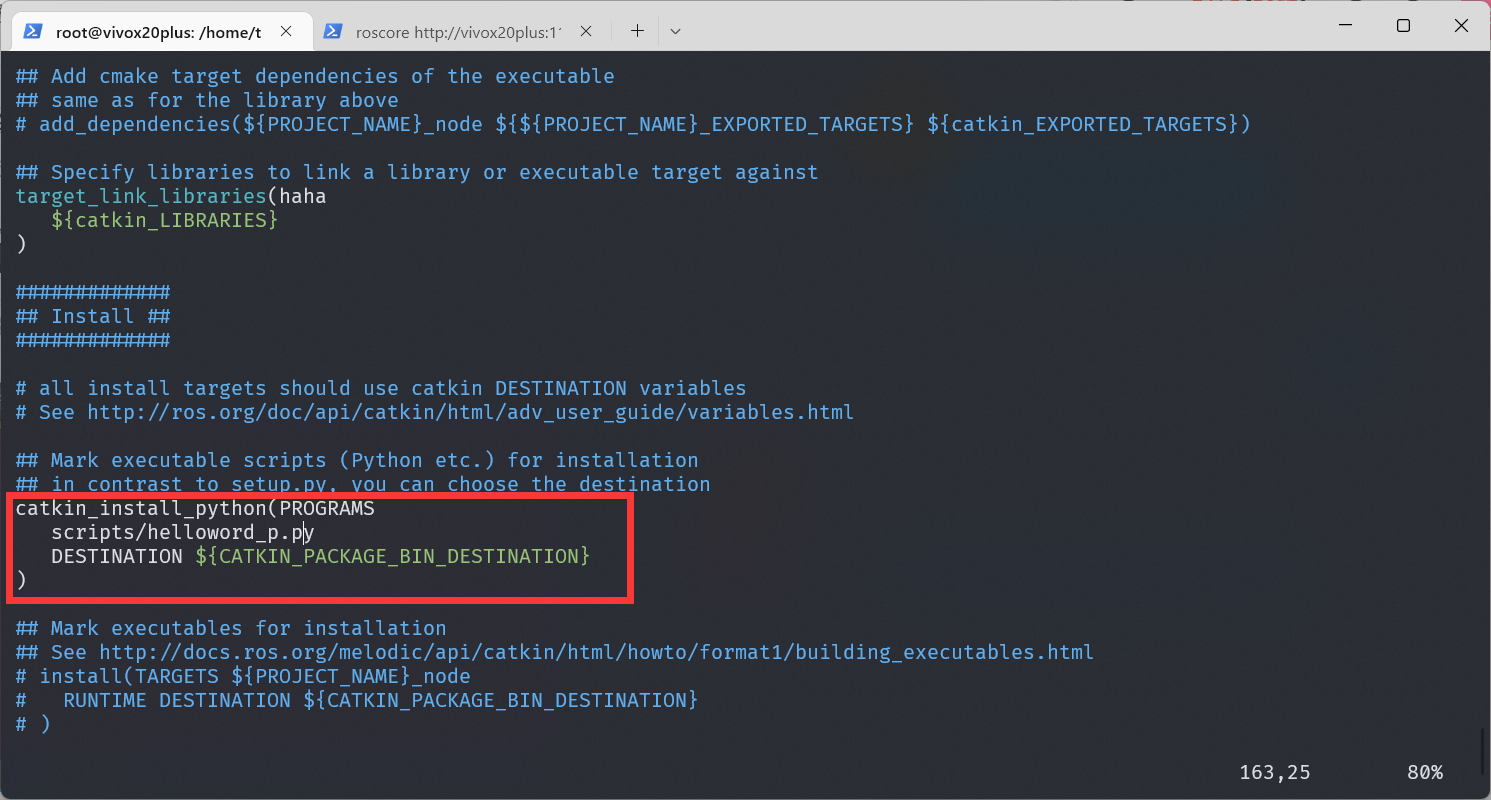 root@vivox20plus: /home/t
roscore http://vivox20plus:1
## Add cmake target dependencies of the executable
## same as for the library above
# add_dependencies(${PROJECT_NAME}_node ${${PROJECT_NAME}_EXPORTED_TARGETS} ${catkin_EXPORTED_TARGETS})
## Specify libraries to link a library or executable target against
target_link_libraries(haha
${catkin_LIBRARIES}
)
#############
## Install ##
#############
# all install targets should use catkin DESTINATION variables
# See http://ros.org/doc/api/catkin/html/adv_user_guide/variables.html
## Mark executable scripts (Python etc.) for installation
## in contrast to setup.py, you can choose the destination
catkin_install_python(PROGRAMS
scripts/helloword_p.py
DESTINATION ${CATKIN_PACKAGE_BIN_DESTINATION}
)
## Mark executables for installation
## See http://docs.ros.org/melodic/api/catkin/html/howto/format1/building_executables.html
# install(TARGETS ${PROJECT_NAME}_node
#   RUNTIME DESTINATION ${CATKIN_PACKAGE_BIN_DESTINATION}
# )
163,25 80%